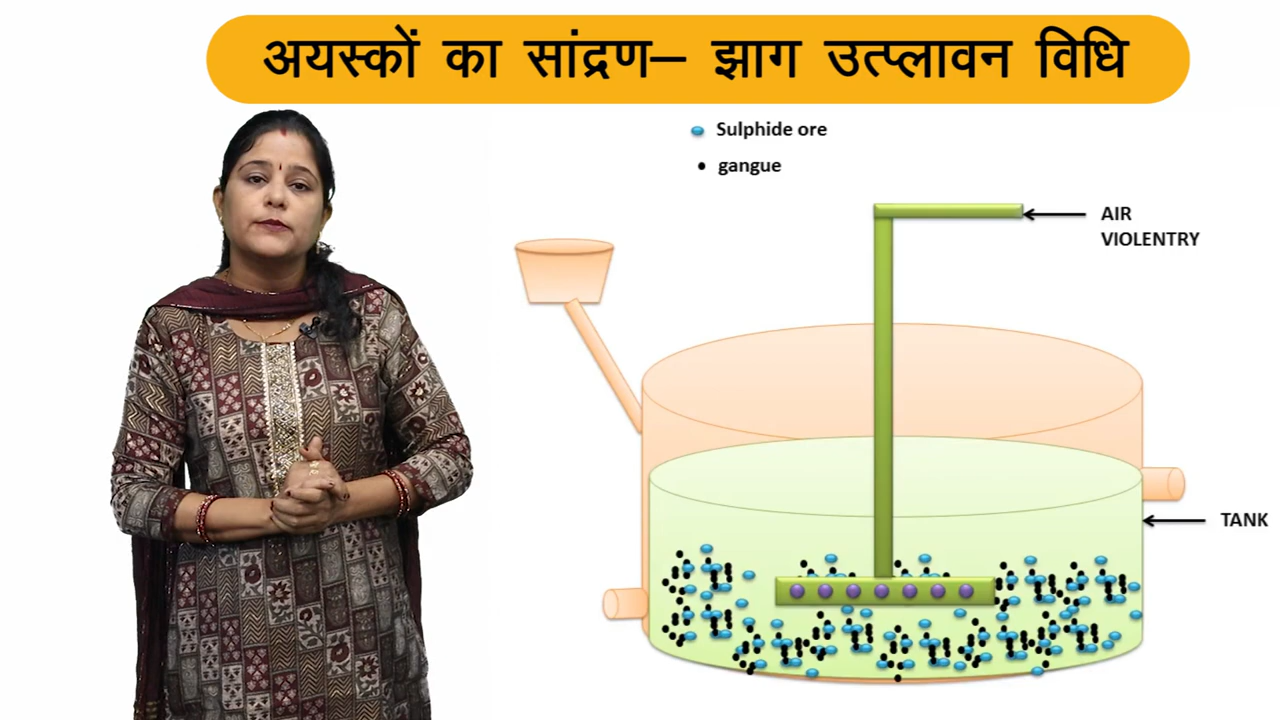 अयस्कों का सांद्रण– झाग उत्प्लावन विधि
Sulphide ore
gangue
AIR
VIOLENTRY
TANK